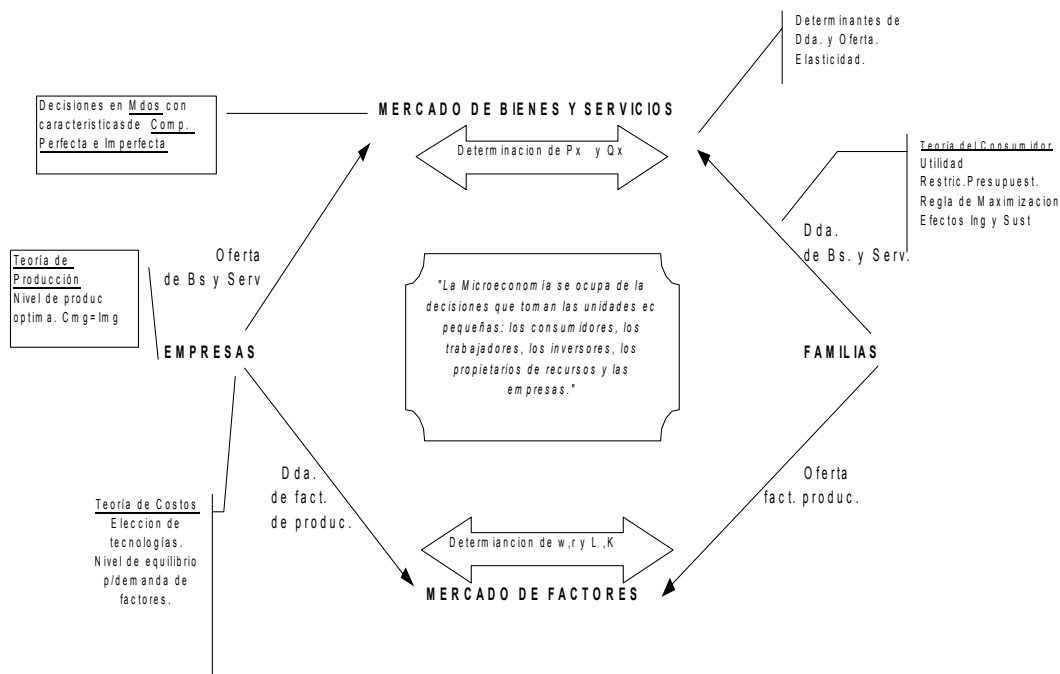 Determinantes de
Dda. y Oferta.
Elasticidad.
Decisiones en Mdos con
caracteristicasde Comp.
Perfecta e Imperfecta
MERCADO DE BIENES Y SERVICIOS
Determinacion de Px y Qx
Teoría del Consumidor
Utilidad
Restric.Presupuest.
Regla de Maximizacion
Efectos Ing y Sust
Oferta
de Bs y Serv
Dda.
de Bs. y Serv.
Teoría de
Producción
Nivel de produc
optima. Cmg=Img
"La Microeconomía se ocupa de la
decisiones que toman las unidades ec
pequeñas: los consumidores, los
trabajadores, los inversores, los
propietarios de recursos y las
empresas."
EMPRESAS
FAMILIAS
Dda.
de fact.
de produc.
Oferta
fact. produc.
Teoría de Costos
Eleccion de
tecnologías.
Nivel de equilibrio
p/demanda de
factores.
Determiancion de w,r y L ,K
MERCADO DE FACTORES